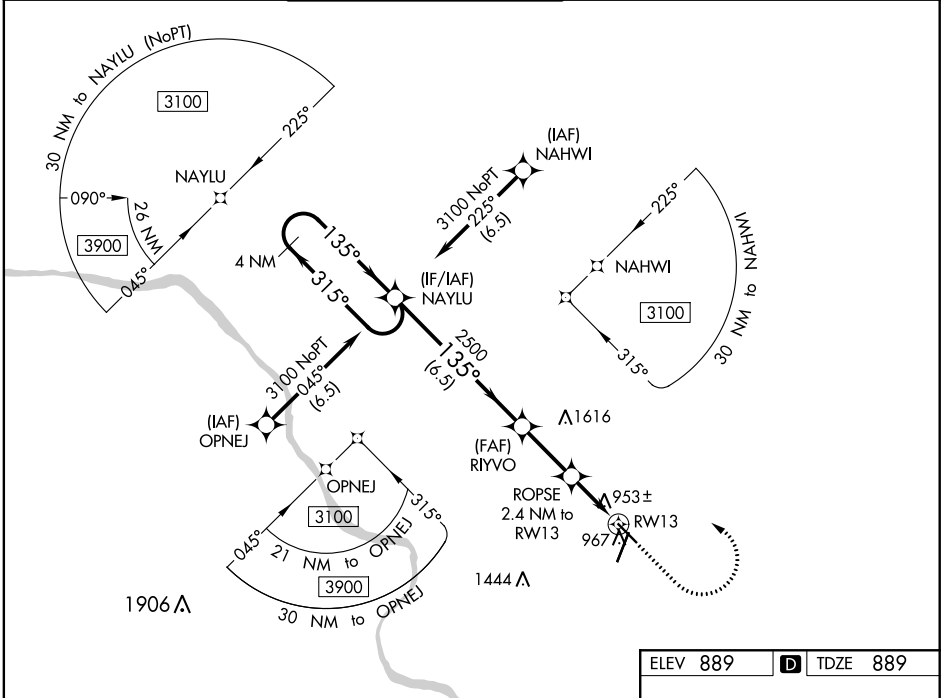 30 NM to NAYLU (NoPT)
3100
225°
NAYLU
090°
26 NM
3900
045°
(IAF)
NAHWI
3100 NoPT
225°
(6.5)
4 NM
135°
315°
(IF/IAF)
NAYLU
225°
NAHWI
3100
315°
30 NM to NAHWI
2500
135°
(6.5)
3100 NoPT
045°
(6.5)
(IAF)
OPNEJ
1616
(FAF)
RIYVO
OPNEJ
3100
045°
315°
21 NM to OPNEJ
3900
30 NM to OPNEJ
ROPSE
2.4 NM to
RW13
953±
RW13
967
1444
1906
ELEV 889 D TDZE 889